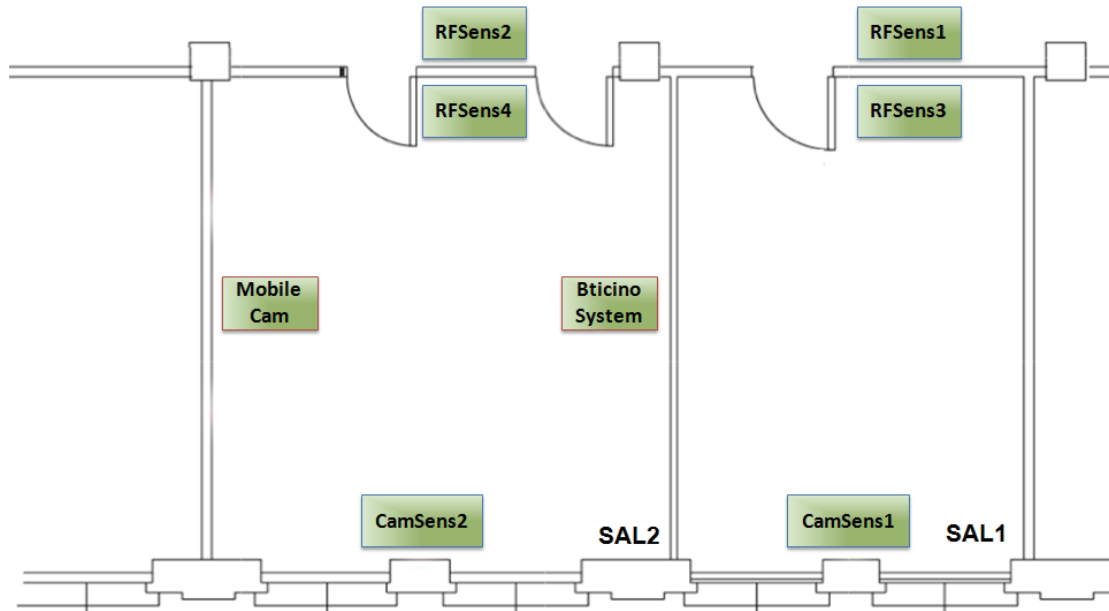 RFSens2
RFSens1
RFSens4
RFSens3
Mobile
Cam
Bticino
System
CamSens2
SAL2
CamSens1
SAL1